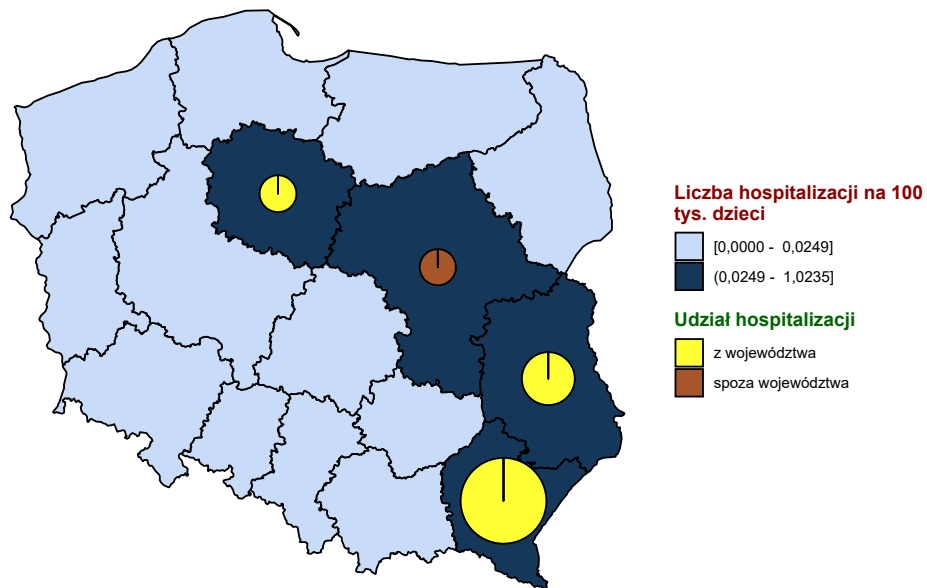 Liczba hospitalizacji na 100
tys. dzieci
[0,0000 - 0,0249]
(0,0249 - 1,0235]
Udział hospitalizacji
z województwa
spoza województwa